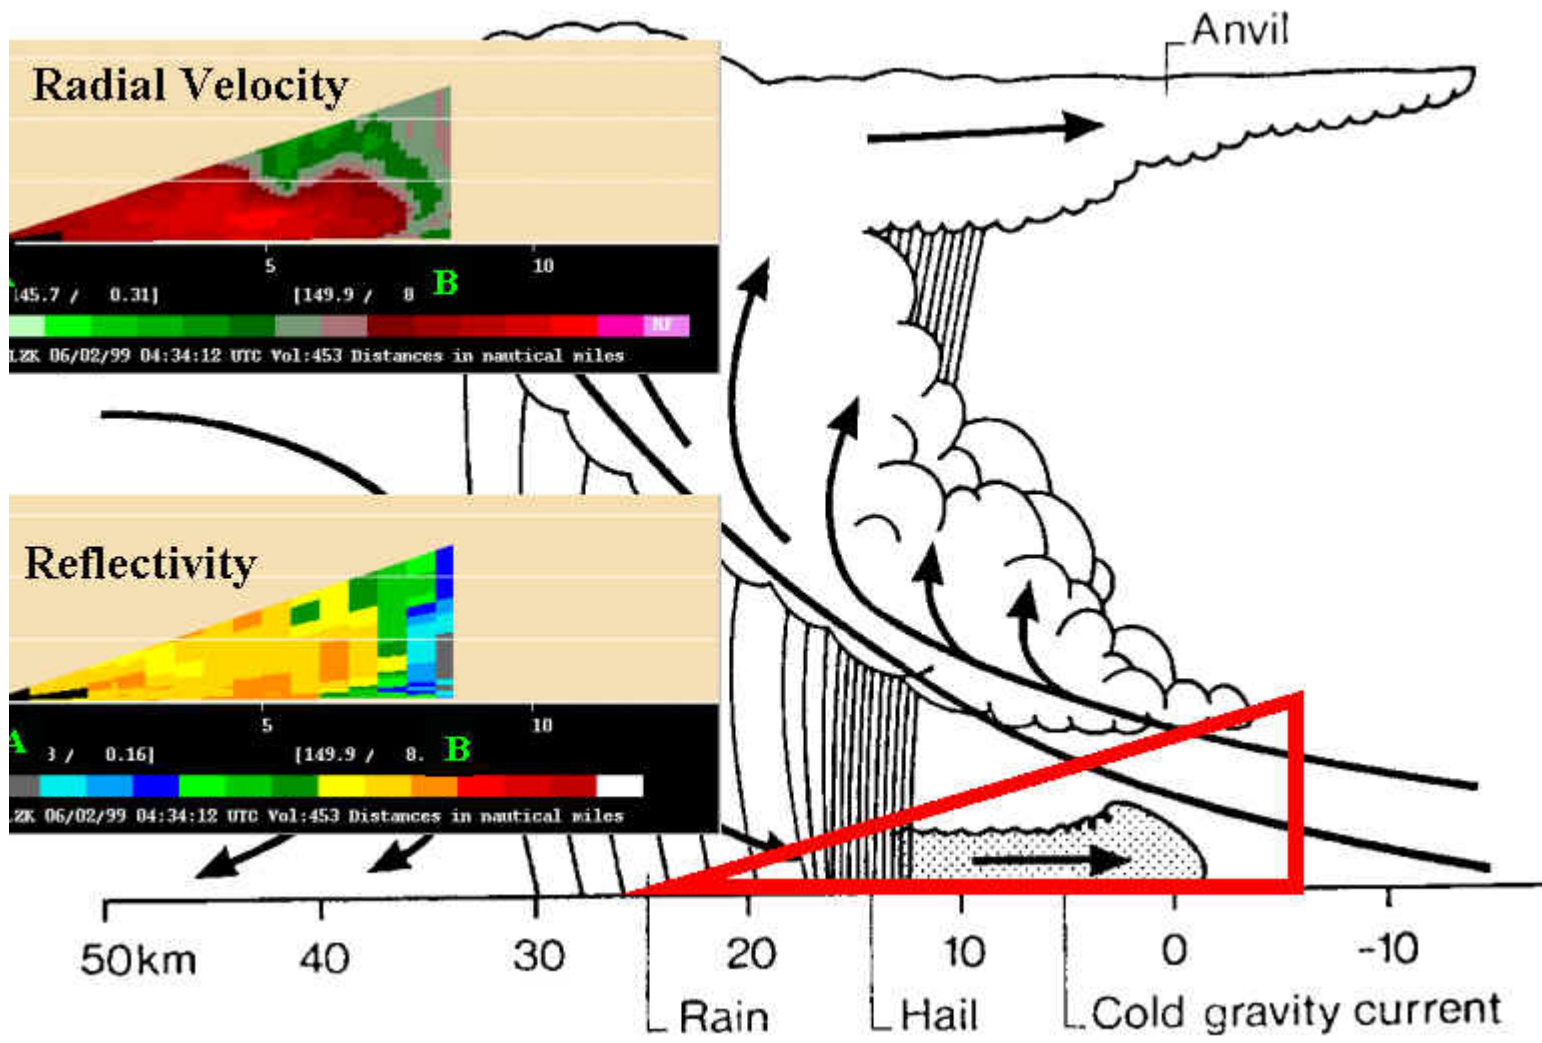 Anvil
Radial Velocity
5 10
145.7 / 0.31] [149.9 / 8 B
RF
LZK 06/02/99 04:34:12 UTC Vol:453 Distances in nautical miles
Reflectivity
5 10
A 3 / 0.16] [149.9 / 8. B
LZK 06/02/99 04:34:12 UTC Vol:453 Distances in nautical miles
50km 40 30 20 10 0 -10
Rain Hail Cold gravity current